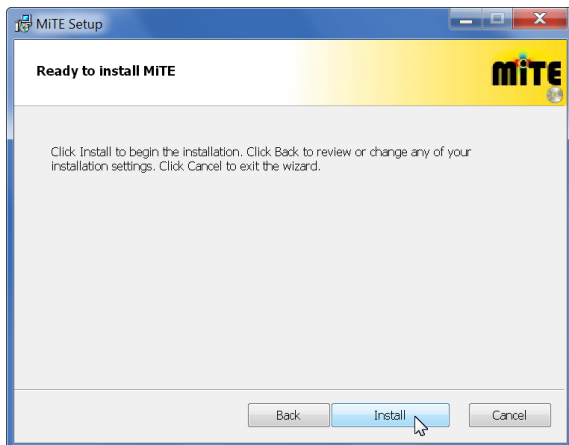 MiTE Setup
Ready to install MiTE
miTE
Click Install to begin the installation. Click Back to review or change any of your
installation settings. Click Cancel to exit the wizard.
Back
Install
Cancel